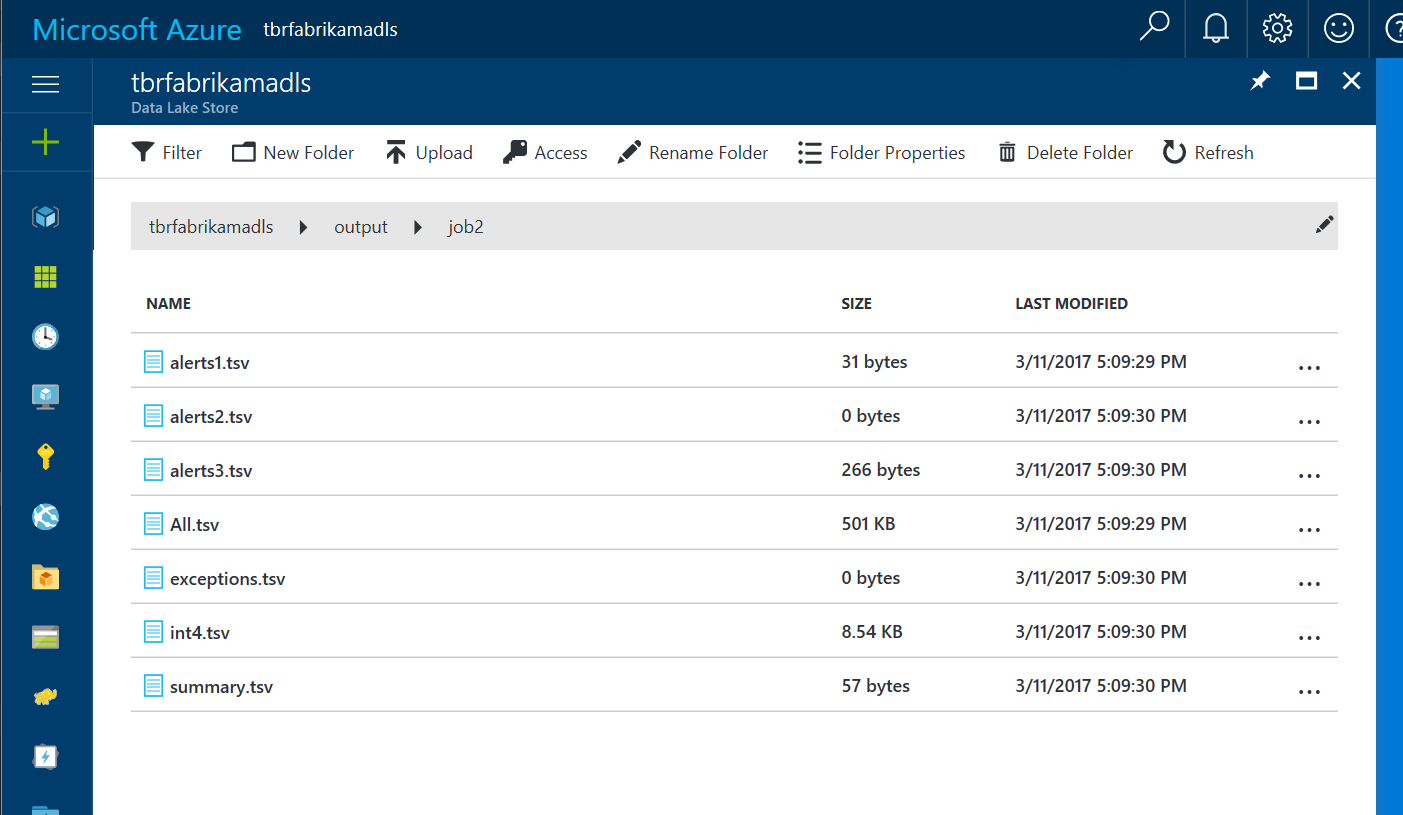 Microsoft Azure tbrfabrikamadls
tbrfabrikamadls
Data Lake Store
Filter New Folder Upload Access Rename Folder Folder Properties Delete Folder Refresh
tbrfabrikamadls output job2
NAME SIZE LAST MODIFIED
alerts1.tsv 31 bytes 3/11/2017 5:09:29 PM ...
alerts2.tsv 0 bytes 3/11/2017 5:09:30 PM ...
alerts3.tsv 266 bytes 3/11/2017 5:09:30 PM ...
All.tsv 501 KB 3/11/2017 5:09:29 PM ...
exceptions.tsv 0 bytes 3/11/2017 5:09:30 PM ...
int4.tsv 8.54 KB 3/11/2017 5:09:30 PM ...
summary.tsv 57 bytes 3/11/2017 5:09:30 PM ...